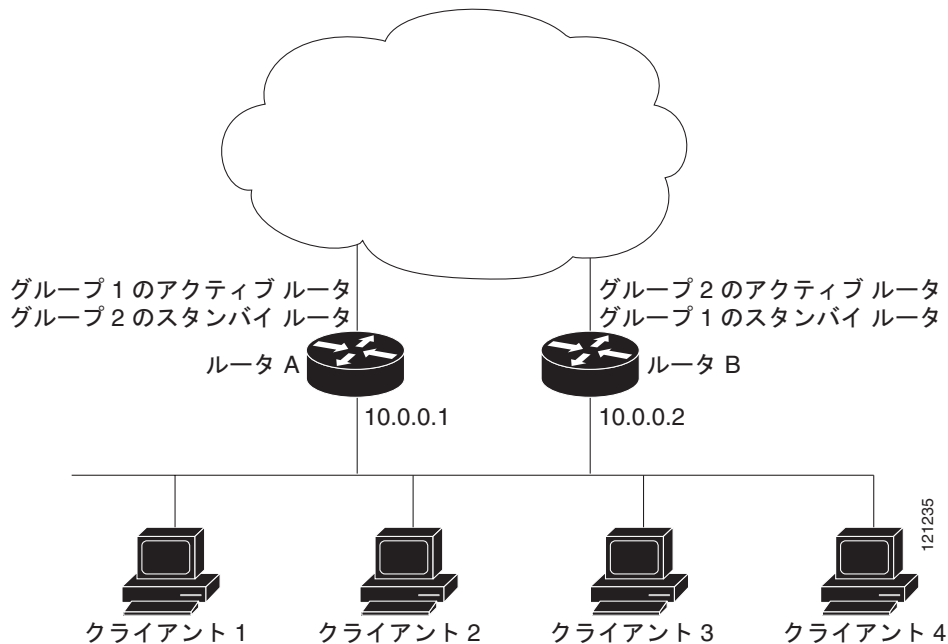 グループ 1 のアクティブ ルータ
グループ 2 のスタンバイ ルータ
ルータ A
10.0.0.1
グループ 2 のアクティブ ルータ
グループ 1 のスタンバイ ルータ
ルータ B
10.0.0.2
クライアント 1
クライアント 2
クライアント 3
クライアント 4
121235